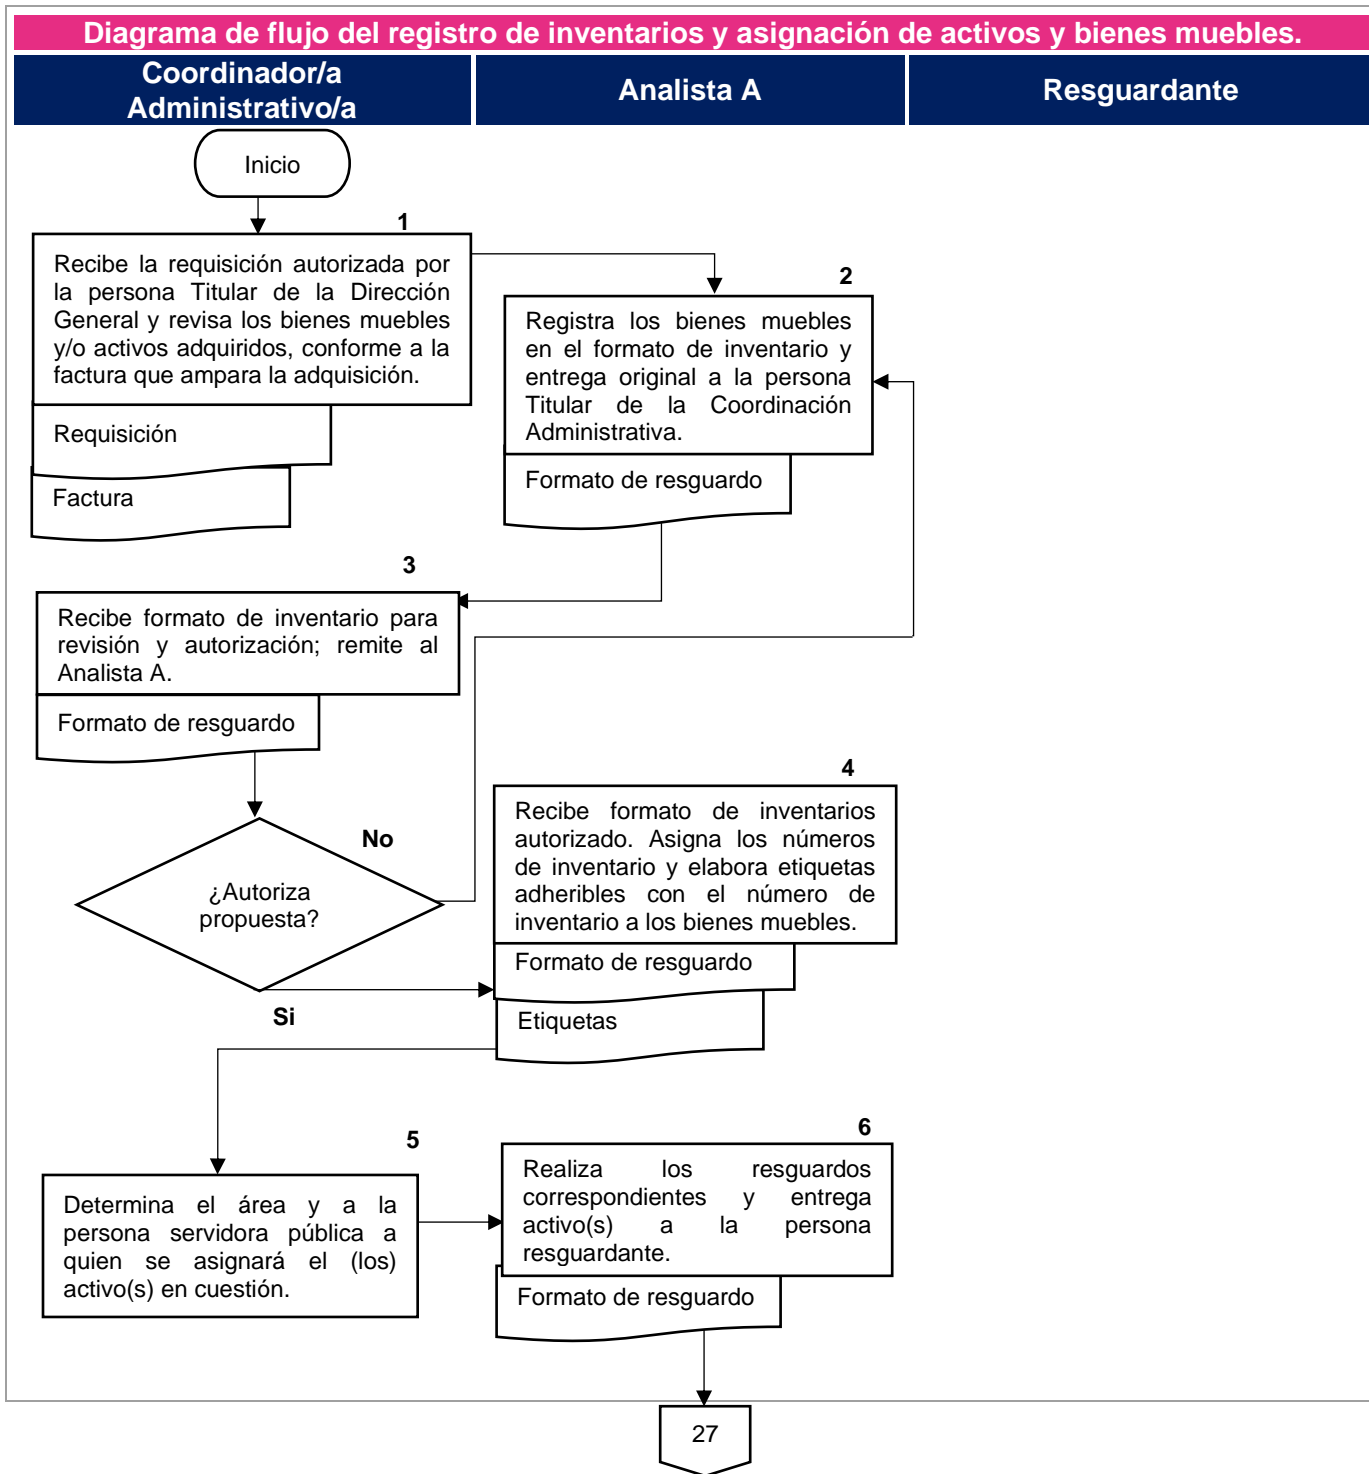 Diagrama de flujo del registro de inventarios y asignación de activos y bienes muebles.
Coordinador/a
Administrativo/a
Analista A
Resguardante
Inicio
1
Recibe la requisición autorizada por
la persona Titular de la Dirección
General y revisa los bienes muebles
y/o activos adquiridos, conforme a la
factura que ampara la adquisición.
Requisición
Factura
2
Registra los bienes muebles
en el formato de inventario y
entrega original a la persona
Titular de la Coordinación
Administrativa.
Formato de resguardo
3
Recibe formato de inventario para
revisión y autorización; remite al
Analista A.
Formato de resguardo
¿Autoriza
propuesta?
No
Si
4
Recibe formato de inventarios
autorizado. Asigna los números
de inventario y elabora etiquetas
adheribles con el número de
inventario a los bienes muebles.
Formato de resguardo
Etiquetas
5
Determina el área y a la
persona servidora pública a
quien se asignará el (los)
activo(s) en cuestión.
6
Realiza los resguardos
correspondientes y entrega
activo(s) a la persona
resguardante.
Formato de resguardo
27